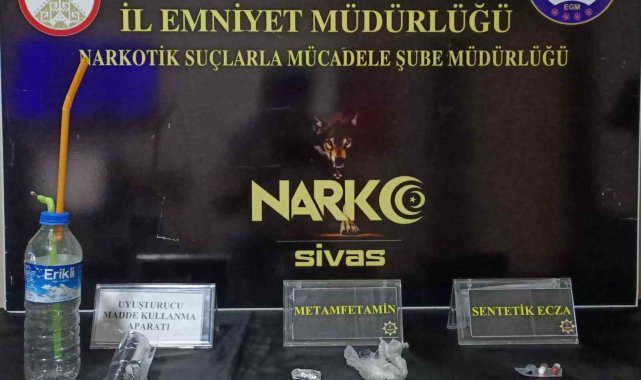 İL EMNİYET MÜDÜRLÜĞÜ
EGM
NARKOTİK SUÇLARLA MÜCADELE ŞUBE MÜDÜRLÜĞÜ
NARKO
sivas
Erikli
UYUŞTURUCU
MADDE KULLANMA
APARATI
METAMFETAMİN
SENTETİK ECZA